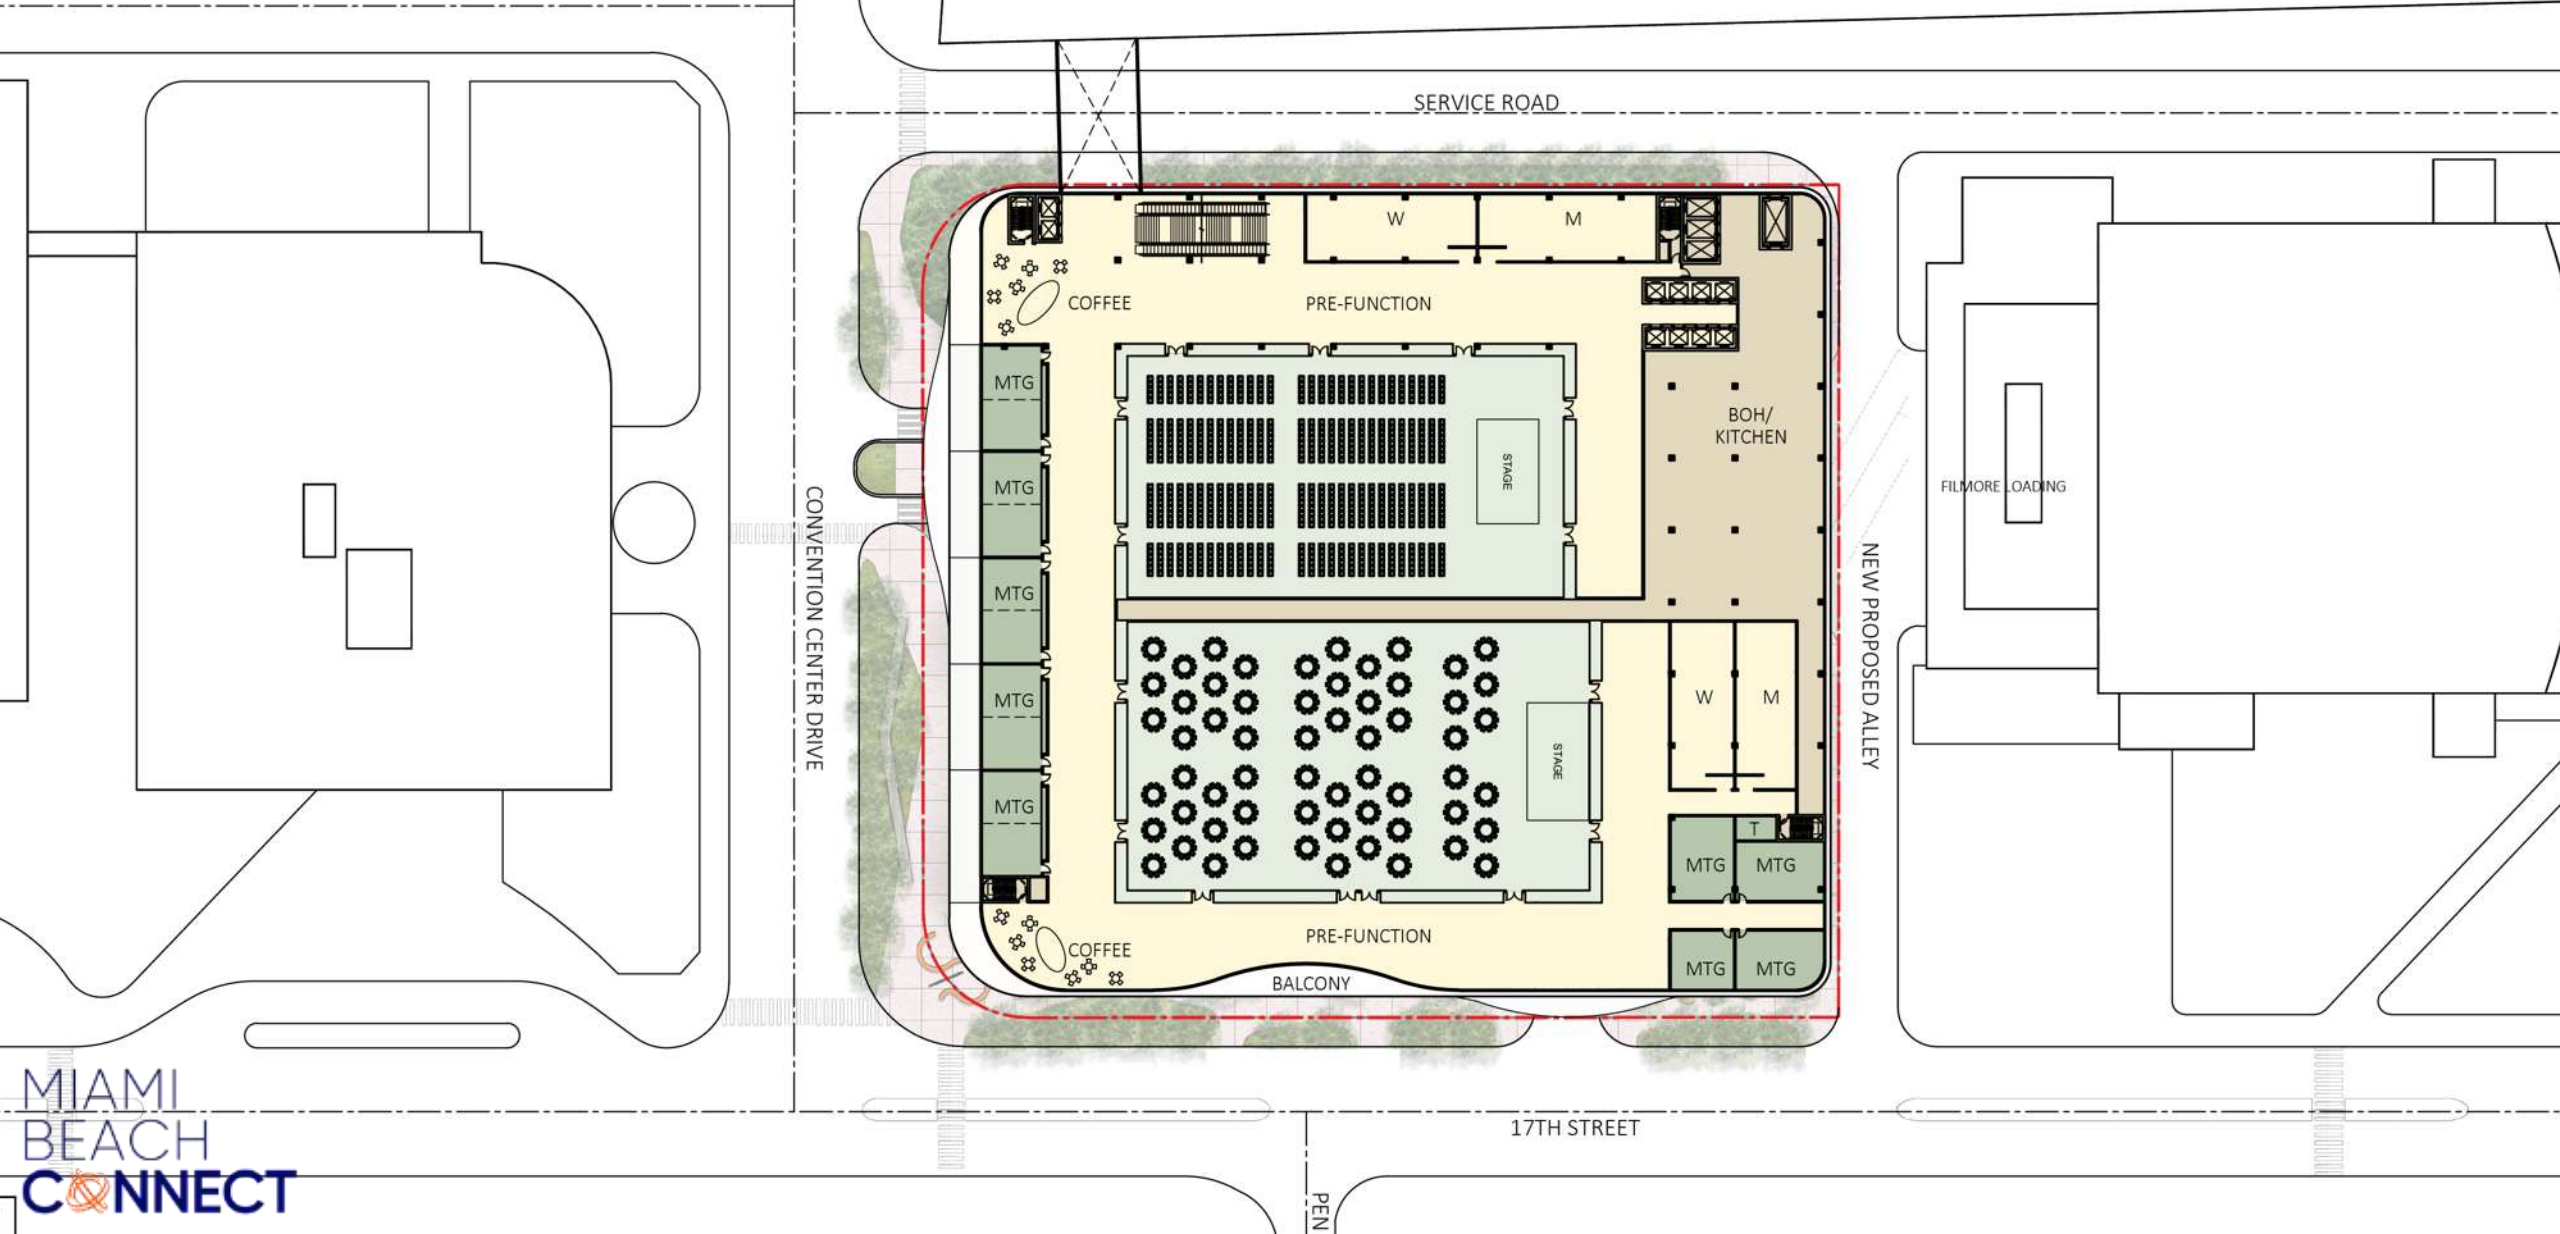 SERVICE ROAD
W
M
COFFEE
PRE-FUNCTION
MTG
BOH/
KITCHEN
STAGE
MTG
FILMORE LOADING
CONVENTION CENTER DRIVE
MTG
NEW PROPOSED ALLEY
MTG
W
M
STAGE
MTG
T
MTG
MTG
COFFEE
PRE-FUNCTION
MTG
MTG
BALCONY
17TH STREET
PEN
MIAMI
BEACH
CONNECT